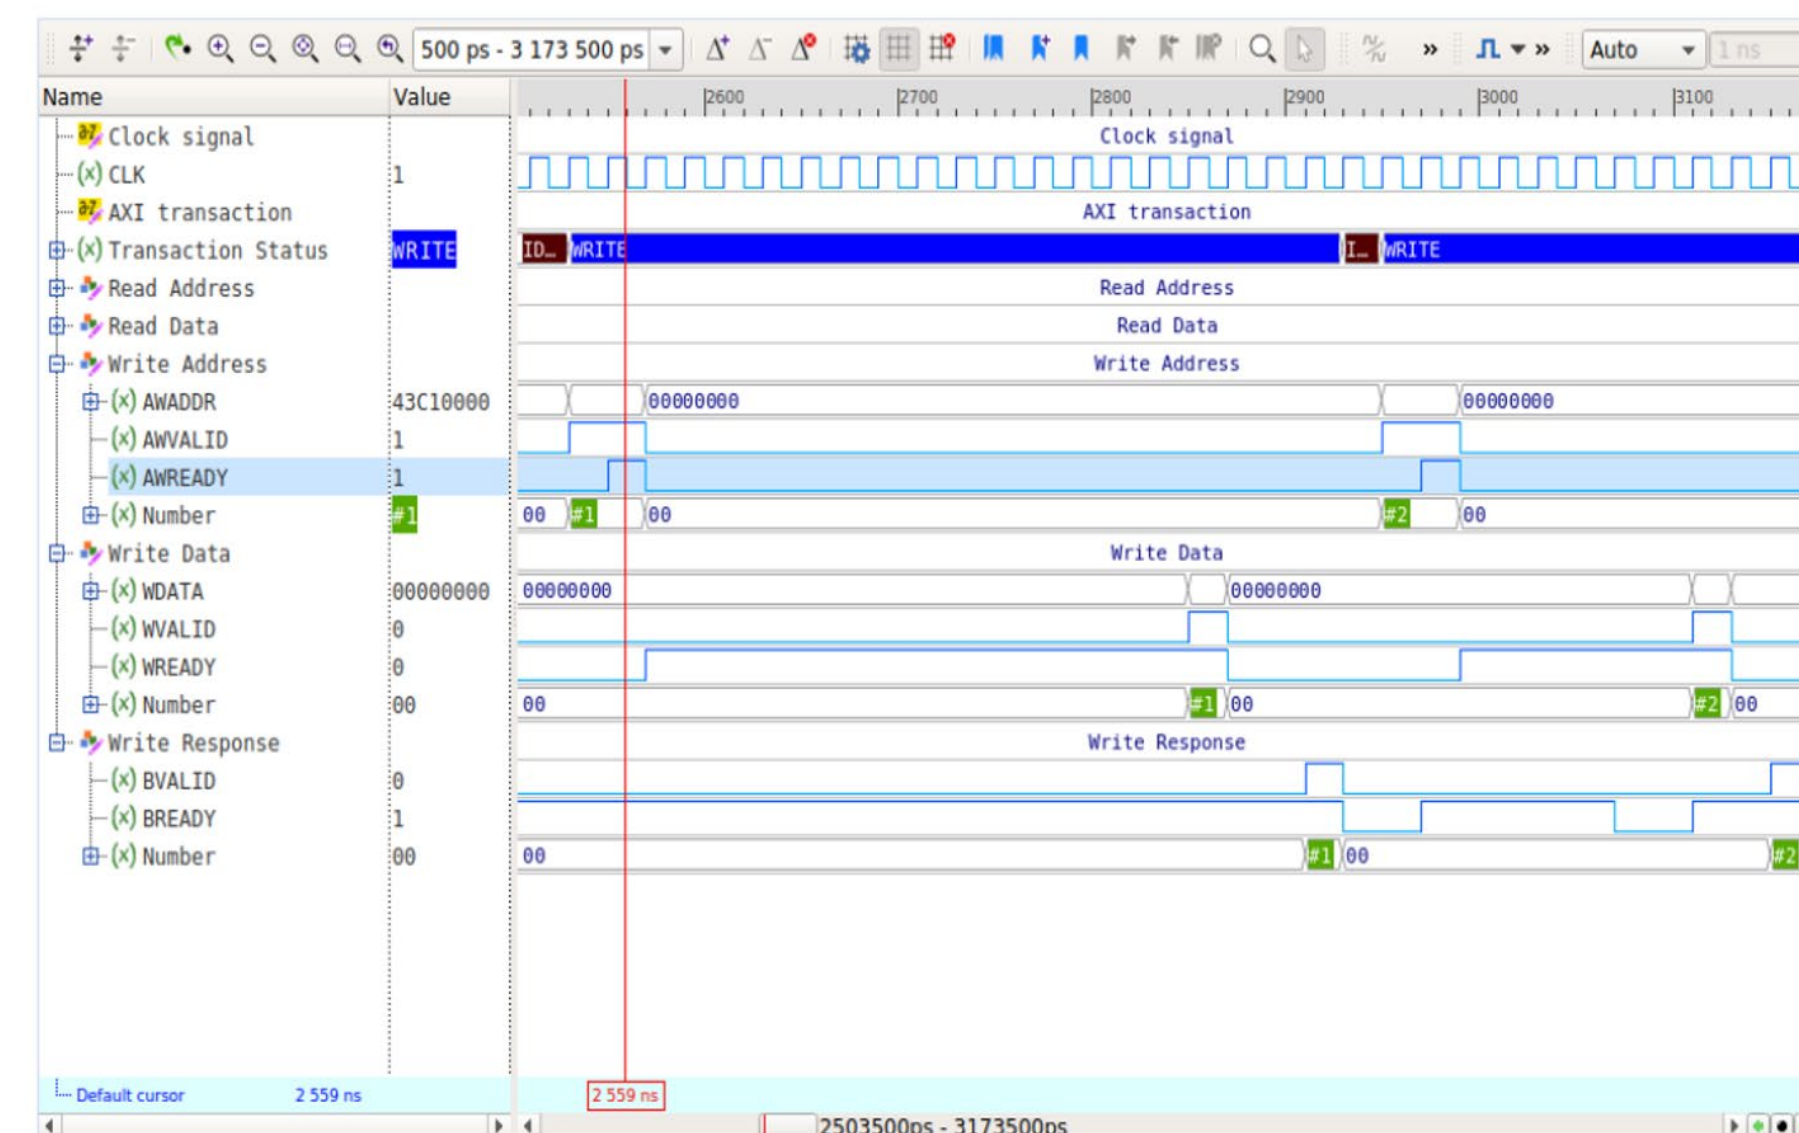 500 ps - 3 173 500 ps » » Auto 1 ns
Name Value 2600 2700 2800 2900 3000 3100
Clock signal Clock signal
CLK 1
AXI transaction AXI transaction
Transaction Status WRITE ID… WRITE I… WRITE
Read Address Read Address
Read Data Read Data
Write Address Write Address
AWADDR 43C10000 00000000 00000000
AWVALID 1
AWREADY 1
Number #1 00 #1 00 #2 00
Write Data Write Data
WDATA 00000000 00000000 00000000
WVALID 0
WREADY 0
Number 00 00 #1 00 #2 00
Write Response Write Response
BVALID 0
BREADY 1
Number 00 00 #1 00 #2
Default cursor 2 559 ns 2 559 ns
2503500ps - 3173500ps